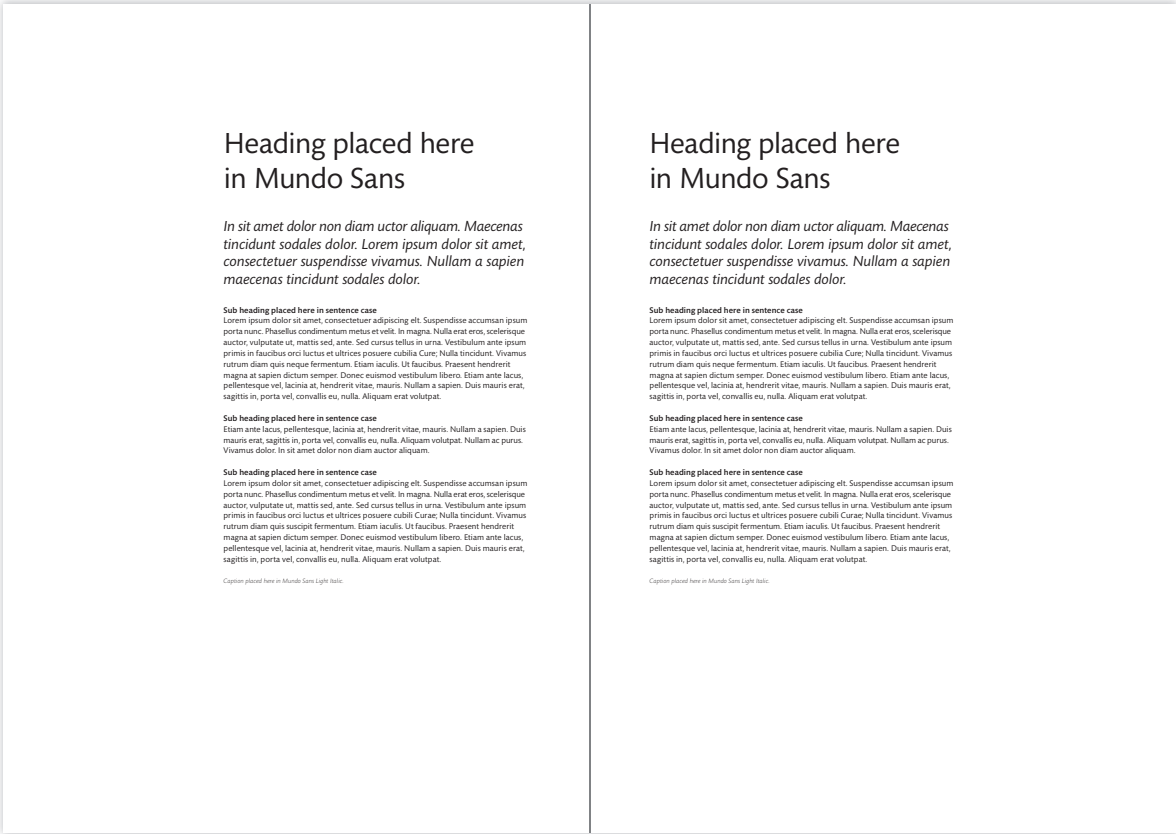 Heading placed here
in Mundo Sans
In sit amet dolor non diam uctor aliquam. Maecenas
tincidunt sodales dolor. Lorem ipsum dolor sit amet,
consectetuer suspendisse vivamus. Nullam a sapien
maecenas tincidunt sodales dolor.
Sub heading placed here in sentence case
Lorem ipsum dolor sit amet, consectetuer adipiscing elt. Suspendisse accumsan ipsum
porta nunc. Phasellus condimentum metus et velit. In magna. Nulla erat eros, scelerisque
auctor, vulputate ut, mattis sed, ante. Sed cursus tellus in urna. Vestibulum ante ipsum
primis in faucibus orci luctus et ultrices posuere cubilia Cure; Nulla tincidunt. Vivamus
rutrum diam quis neque fermentum. Etiam iaculis. Ut faucibus. Praesent hendrerit
magna at sapien dictum semper. Donec euismod vestibulum libero. Etiam ante lacus,
pellentesque vel, lacinia at, hendrerit vitae, mauris. Nullam a sapien. Duis mauris erat,
sagittis in, porta vel, convallis eu, nulla. Aliquam erat volutpat.
Sub heading placed here in sentence case
Etiam ante lacus, pellentesque, lacinia at, hendrerit vitae, mauris. Nullam a sapien. Duis
mauris erat, sagittis in, porta vel, convallis eu, nulla. Aliquam volutpat. Nullam ac purus.
Vivamus dolor. In sit amet dolor non diam auctor aliquam.
Sub heading placed here in sentence case
Lorem ipsum dolor sit amet, consectetuer adipiscing elt. Suspendisse accumsan ipsum
porta nunc. Phasellus condimentum metus et velit. In magna. Nulla erat eros, scelerisque
auctor, vulputate ut, mattis sed, ante. Sed cursus tellus in urna. Vestibulum ante ipsum
primis in faucibus orci luctus et ultrices posuere cubili Curae; Nulla tincidunt. Vivamus
rutrum diam quis suscipit fermentum. Etiam iaculis. Ut faucibus. Praesent hendrerit
magna at sapien dictum semper. Donec euismod vestibulum libero. Etiam ante lacus,
pellentesque vel, lacinia at, hendrerit vitae, mauris. Nullam a sapien. Duis mauris erat,
sagittis in, porta vel, convallis eu, nulla. Aliquam erat volutpat.
Caption placed here in Mundo Sans Light Italic.
Heading placed here
in Mundo Sans
In sit amet dolor non diam uctor aliquam. Maecenas
tincidunt sodales dolor. Lorem ipsum dolor sit amet,
consectetuer suspendisse vivamus. Nullam a sapien
maecenas tincidunt sodales dolor.
Sub heading placed here in sentence case
Lorem ipsum dolor sit amet, consectetuer adipiscing elt. Suspendisse accumsan ipsum
porta nunc. Phasellus condimentum metus et velit. In magna. Nulla erat eros, scelerisque
auctor, vulputate ut, mattis sed, ante. Sed cursus tellus in urna. Vestibulum ante ipsum
primis in faucibus orci luctus et ultrices posuere cubilia Cure; Nulla tincidunt. Vivamus
rutrum diam quis neque fermentum. Etiam iaculis. Ut faucibus. Praesent hendrerit
magna at sapien dictum semper. Donec euismod vestibulum libero. Etiam ante lacus,
pellentesque vel, lacinia at, hendrerit vitae, mauris. Nullam a sapien. Duis mauris erat,
sagittis in, porta vel, convallis eu, nulla. Aliquam erat volutpat.
Sub heading placed here in sentence case
Etiam ante lacus, pellentesque, lacinia at, hendrerit vitae, mauris. Nullam a sapien. Duis
mauris erat, sagittis in, porta vel, convallis eu, nulla. Aliquam volutpat. Nullam ac purus.
Vivamus dolor. In sit amet dolor non diam auctor aliquam.
Sub heading placed here in sentence case
Lorem ipsum dolor sit amet, consectetuer adipiscing elt. Suspendisse accumsan ipsum
porta nunc. Phasellus condimentum metus et velit. In magna. Nulla erat eros, scelerisque
auctor, vulputate ut, mattis sed, ante. Sed cursus tellus in urna. Vestibulum ante ipsum
primis in faucibus orci luctus et ultrices posuere cubili Curae; Nulla tincidunt. Vivamus
rutrum diam quis suscipit fermentum. Etiam iaculis. Ut faucibus. Praesent hendrerit
magna at sapien dictum semper. Donec euismod vestibulum libero. Etiam ante lacus,
pellentesque vel, lacinia at, hendrerit vitae, mauris. Nullam a sapien. Duis mauris erat,
sagittis in, porta vel, convallis eu, nulla. Aliquam erat volutpat.
Caption placed here in Mundo Sans Light Italic.